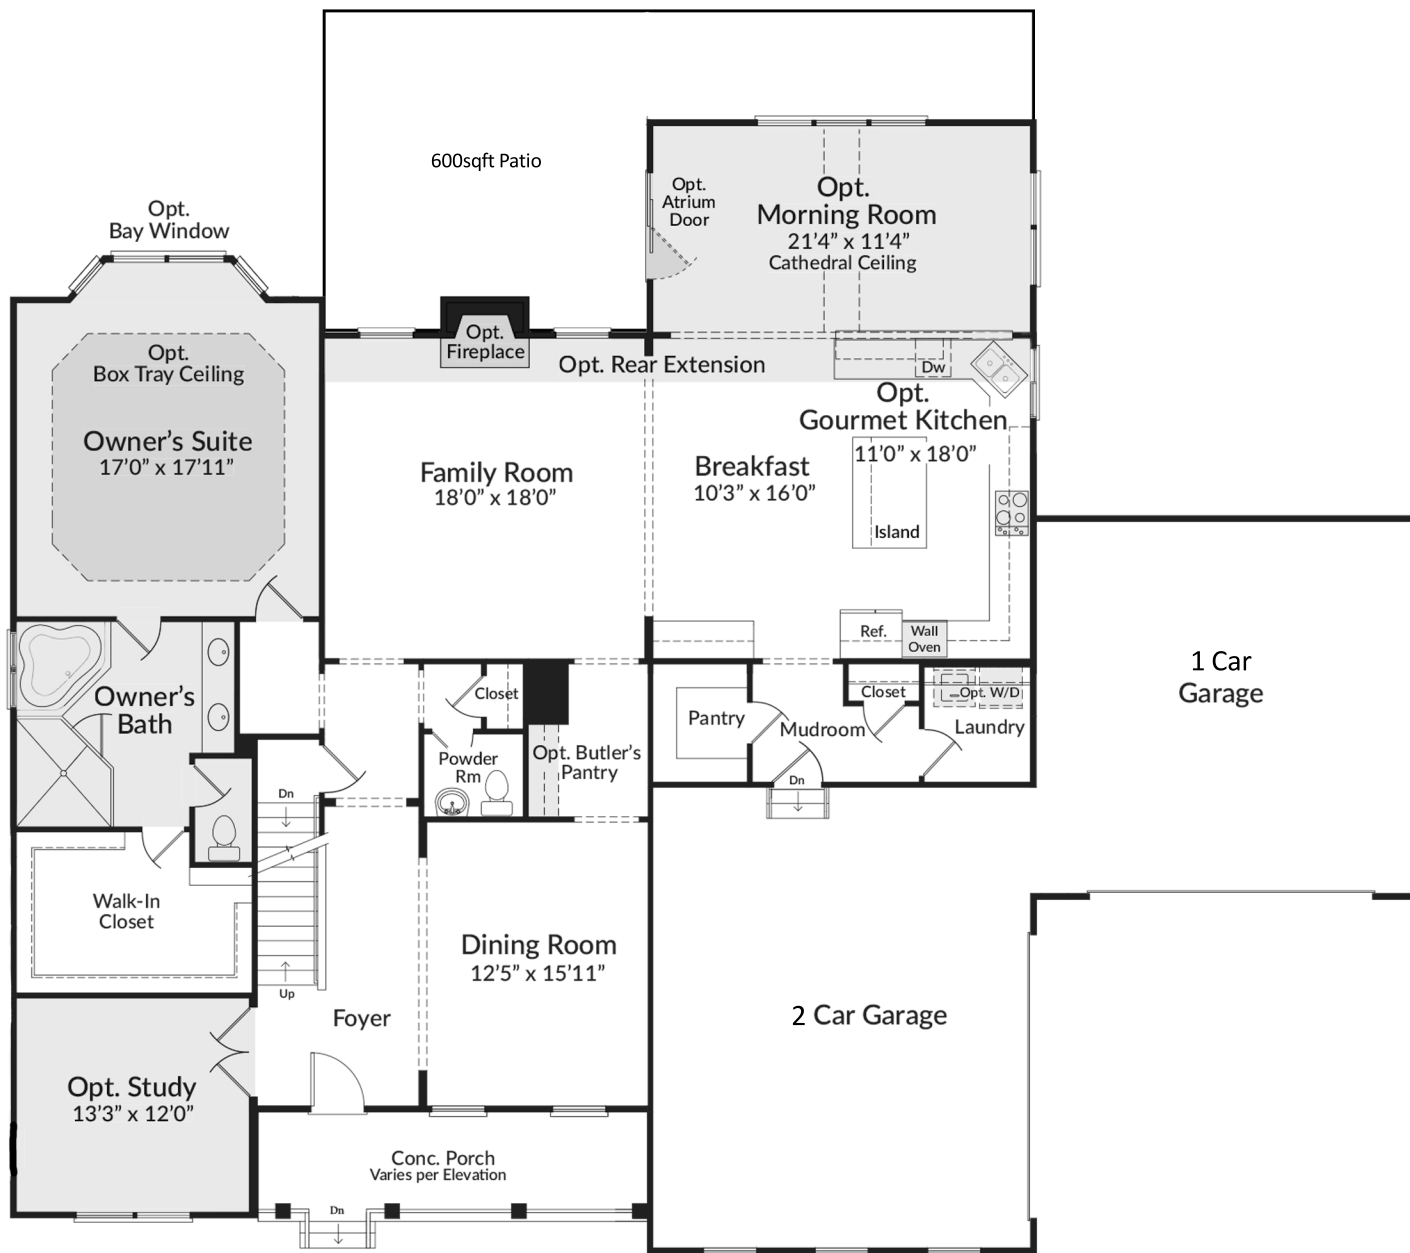 600sqft Patio
Opt.
Atrium
Door
Opt.
Morning Room
21’4” x 11’4”
Cathedral Ceiling
Opt.
Bay Window
Opt.
Box Tray Ceiling
Owner’s Suite
17’0” x 17’11”
Opt.
Fireplace
Opt. Rear Extension
Dw
Opt.
Gourmet Kitchen
11’0” x 18’0”
Family Room
18’0” x 18’0”
Breakfast
10’3” x 16’0”
Island
Ref.
Wall
Oven
1 Car
Garage
Owner’s
Bath
Closet
Powder
Rm
Opt. Butler’s
Pantry
Pantry
Mudroom
Closet
Opt. W/D
Laundry
Dn
Dn
Walk-In
Closet
Up
Dining Room
12’5” x 15’11”
Foyer
2 Car Garage
Opt. Study
13’3” x 12’0”
Conc. Porch
Varies per Elevation
Dn